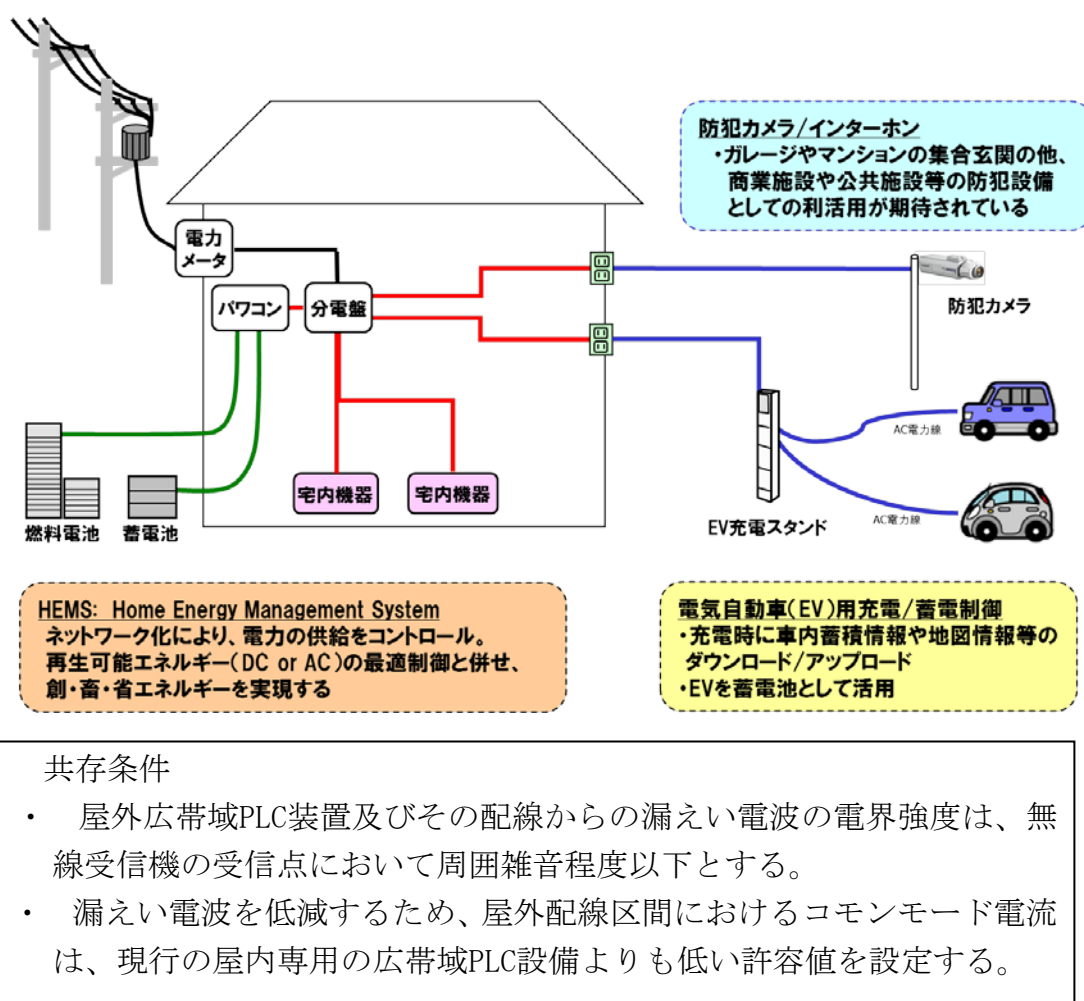 防犯カメラ/インターホン
・ガレージやマンションの集合玄関の他、
商業施設や公共施設等の防犯設備
としての利活用が期待されている
電力
メータ
パワコン
分電盤
防犯カメラ
AC電力線
宅内機器
宅内機器
燃料電池
蓄電池
EV充電スタンド
AC電力線
HEMS: Home Energy Management System
ネットワーク化により、電力の供給をコントロール。
再生可能エネルギー(DC or AC)の最適制御と併せ、
創・畜・省エネルギーを実現する
電気自動車(EV)用充電/蓄電制御
・充電時に車内蓄積情報や地図情報等の
ダウンロード/アップロード
・EVを蓄電池として活用
共存条件
・ 屋外広帯域PLC装置及びその配線からの漏えい電波の電界強度は、無
線受信機の受信点において周囲雑音程度以下とする。
・ 漏えい電波を低減するため、屋外配線区間におけるコモンモード電流
は、現行の屋内専用の広帯域PLC設備よりも低い許容値を設定する。